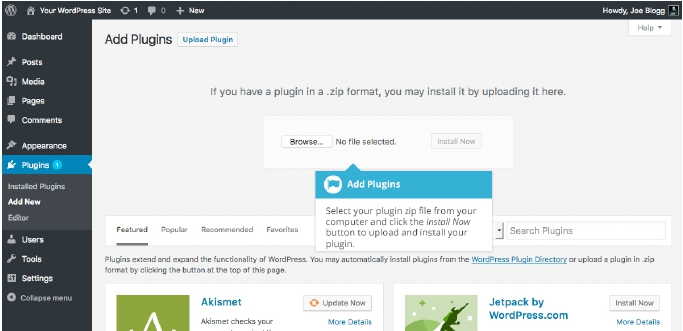 Your WordPress Site 1 0 + New Howdy, Joe Blogg
Dashboard
Posts
Media
Pages
Comments
Appearance
Plugins 1
Installed Plugins
Add New
Editor
Users
Tools
Settings
Collapse menu
Help
Add Plugins Upload Plugin
If you have a plugin in a .zip format, you may install it by uploading it here.
Browse... No file selected. Install Now
Add Plugins
Select your plugin zip file from your
computer and click the Install Now
button to upload and install your
plugin.
Featured Popular Recommended Favorites Search Plugins
Plugins extend and expand the functionality of WordPress. You may automatically install plugins from the WordPress Plugin Directory or upload a plugin in .zip
format by clicking the button at the top of this page.
Akismet Update Now
Akismet checks your More Details
Jetpack by Install Now
WordPress.com More Details